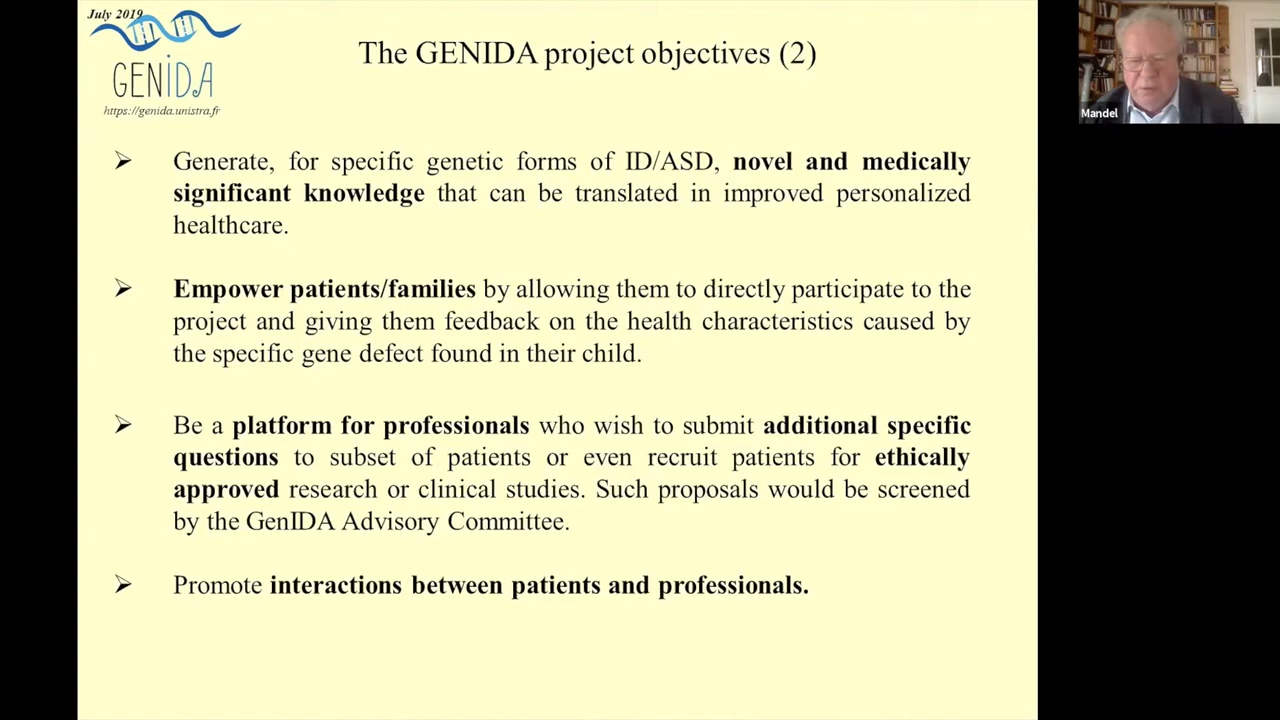 July 2019
GENIDA
https://genida.unistra.fr
The GENIDA project objectives (2)
Mandel
➢ Generate, for specific genetic forms of ID/ASD, novel and medically
significant knowledge that can be translated in improved personalized
healthcare.
➢ Empower patients/families by allowing them to directly participate to the
project and giving them feedback on the health characteristics caused by
the specific gene defect found in their child.
➢ Be a platform for professionals who wish to submit additional specific
questions to subset of patients or even recruit patients for ethically
approved research or clinical studies. Such proposals would be screened
by the GenIDA Advisory Committee.
➢ Promote interactions between patients and professionals.